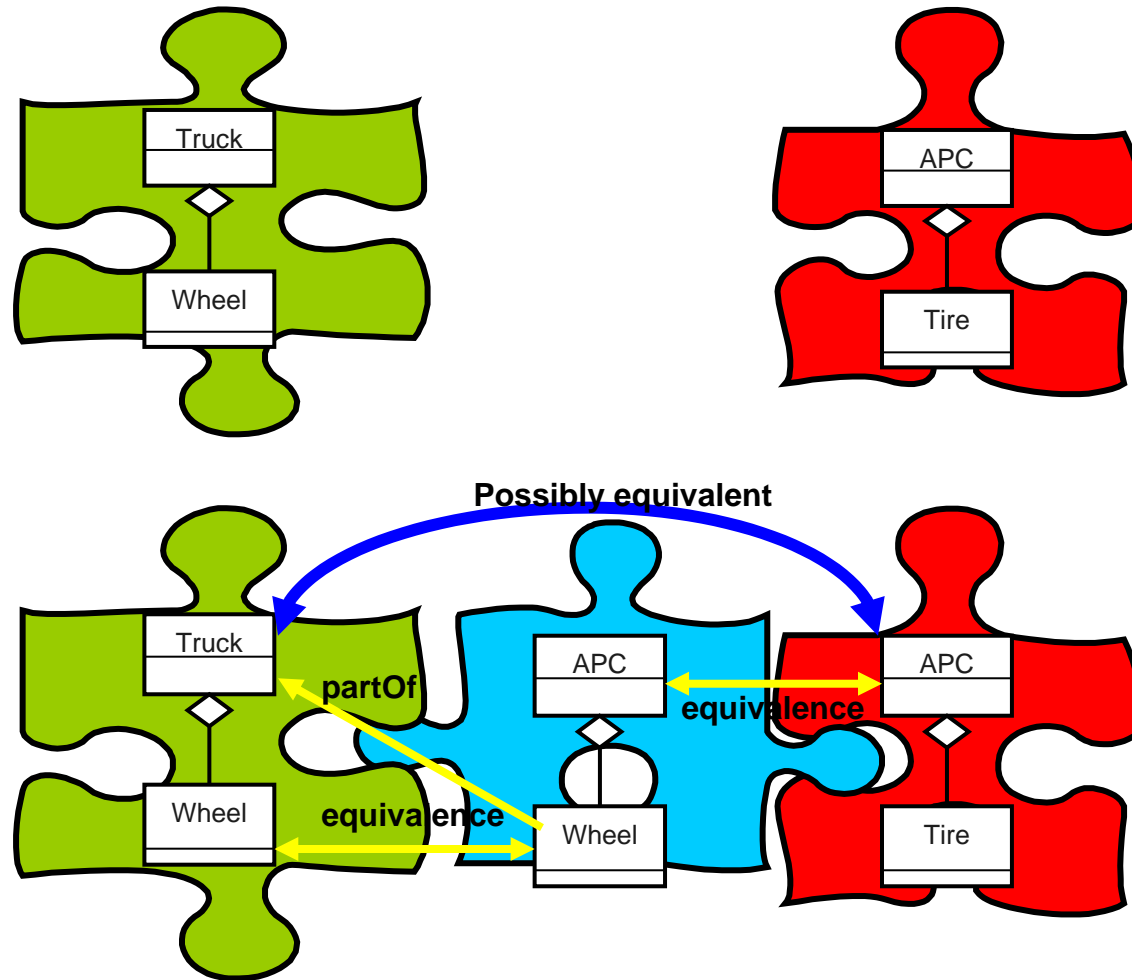 Truck
Wheel
APC
Tire
Possibly equivalent
Truck
APC
APC
partOf
equivalence
Wheel
equivalence
Wheel
Tire